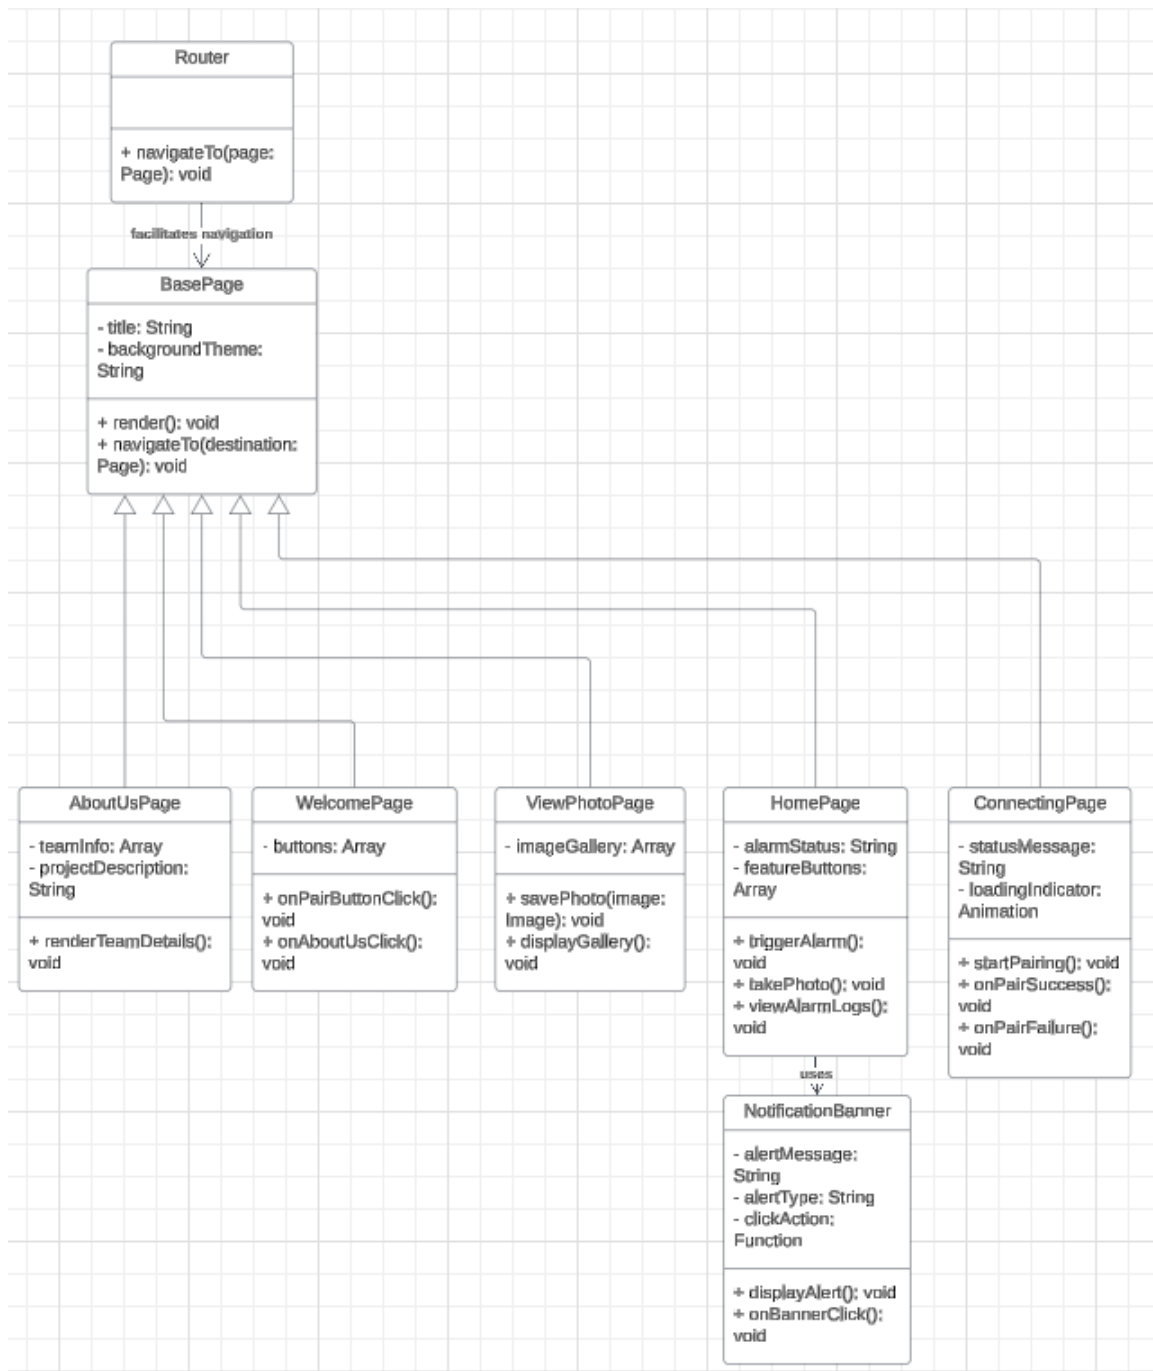 Router
+ navigateTo(page:
Page): void
facilitates navigation
BasePage
- title: String
- backgroundTheme:
String
+ render(): void
+ navigateTo(destination:
Page): void
AboutUsPage
- teamInfo: Array
- projectDescription:
String
+ renderTeamDetails():
void
WelcomePage
- buttons: Array
+ onPairButtonClick():
void
+ onAboutUsClick():
void
ViewPhotoPage
- imageGallery: Array
+ savePhoto(image:
Image): void
+ displayGallery():
void
HomePage
- alarmStatus: String
- featureButtons:
Array
+ triggerAlarm():
void
+ takePhoto(): void
+ viewAlarmLogs():
void
ConnectingPage
- statusMessage:
String
- loadingIndicator:
Animation
+ startPairing(): void
+ onPairSuccess():
void
+ onPairFailure():
void
uses
NotificationBanner
- alertMessage:
String
- alertType: String
- clickAction:
Function
+ displayAlert(): void
+ onBannerClick():
void